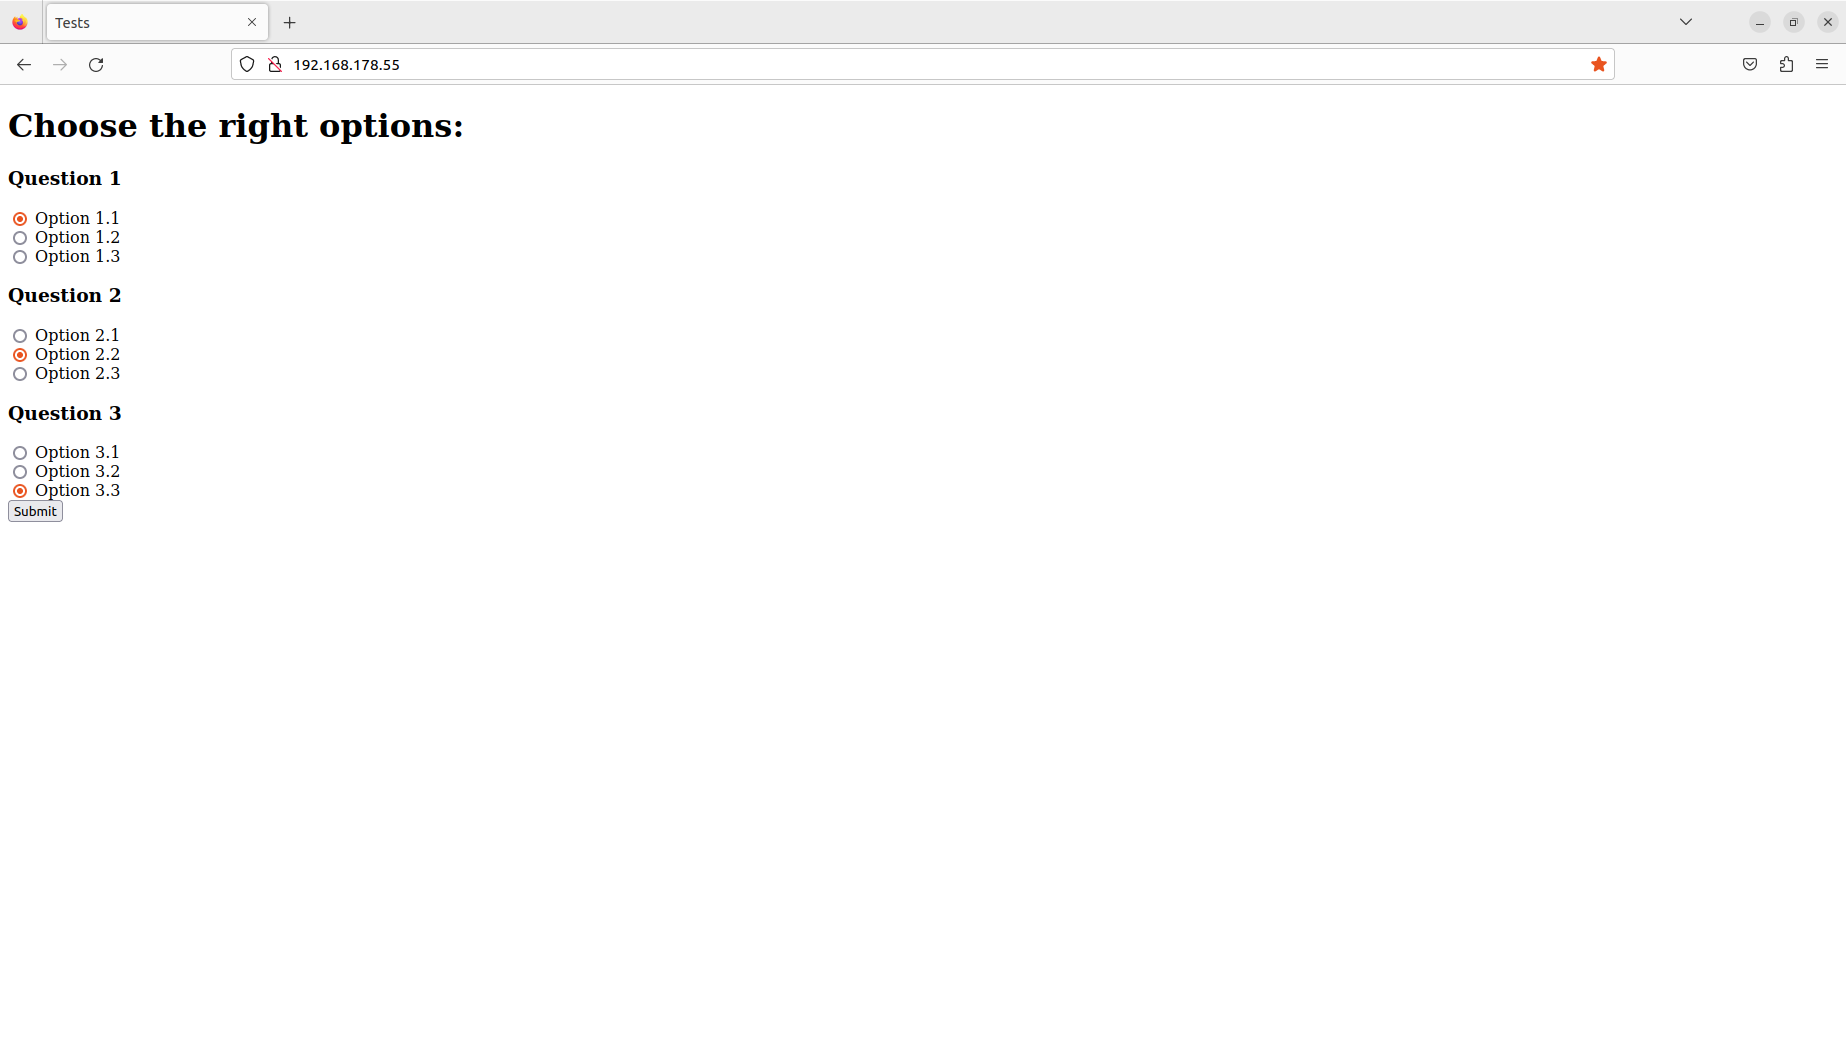 Tests
192.168.178.55
Choose the right options:
Question 1
Option 1.1
Option 1.2
Option 1.3
Question 2
Option 2.1
Option 2.2
Option 2.3
Question 3
Option 3.1
Option 3.2
Option 3.3
Submit